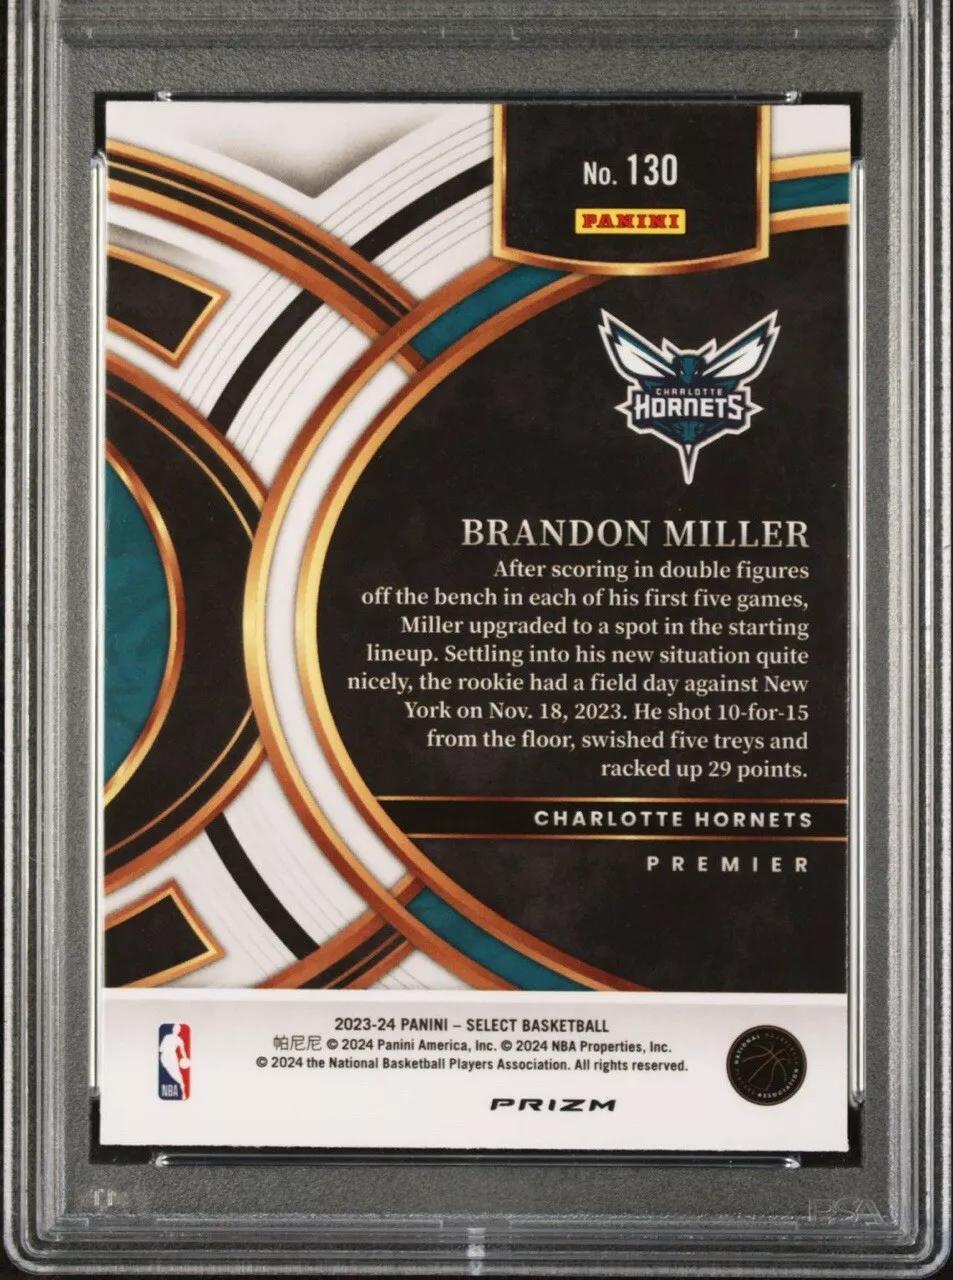 No. 130
PANINI
CHARLOTTE
HORNETS
BRANDON MILLER
After scoring in double figures
off the bench in each of his first five games,
Miller upgraded to a spot in the starting
lineup. Settling into his new situation quite
nicely, the rookie had a field day against New
York on Nov. 18, 2023. He shot 10-for-15
from the floor, swished five treys and
racked up 29 points.
CHARLOTTE HORNETS
PREMIER
2023-24 PANINI – SELECT BASKETBALL
帕尼尼 © 2024 Panini America, Inc. © 2024 NBA Properties, Inc.
© 2024 the National Basketball Players Association. All rights reserved.
NBA
NATIONAL BASKETBALL
PLAYERS ASSOCIATION
PRIZM
PSA